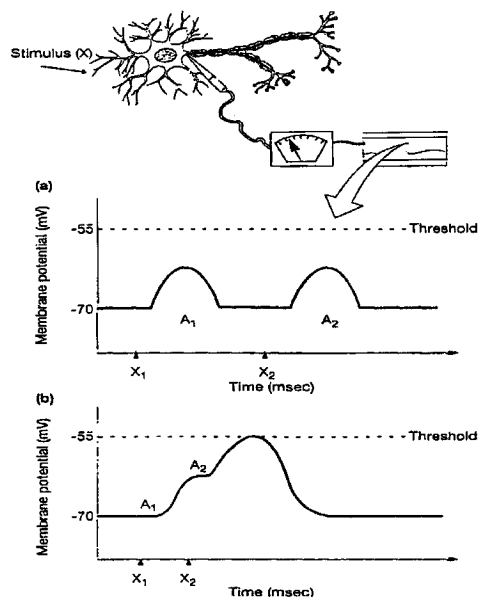 Stimulus (X)
(a)
Membrane potential (mV)
-55
Threshold
-70
A1
A2
X1
X2
Time (msec)
(b)
Membrane potential (mV)
-55
Threshold
A2
A1
-70
X1
X2
Time (msec)